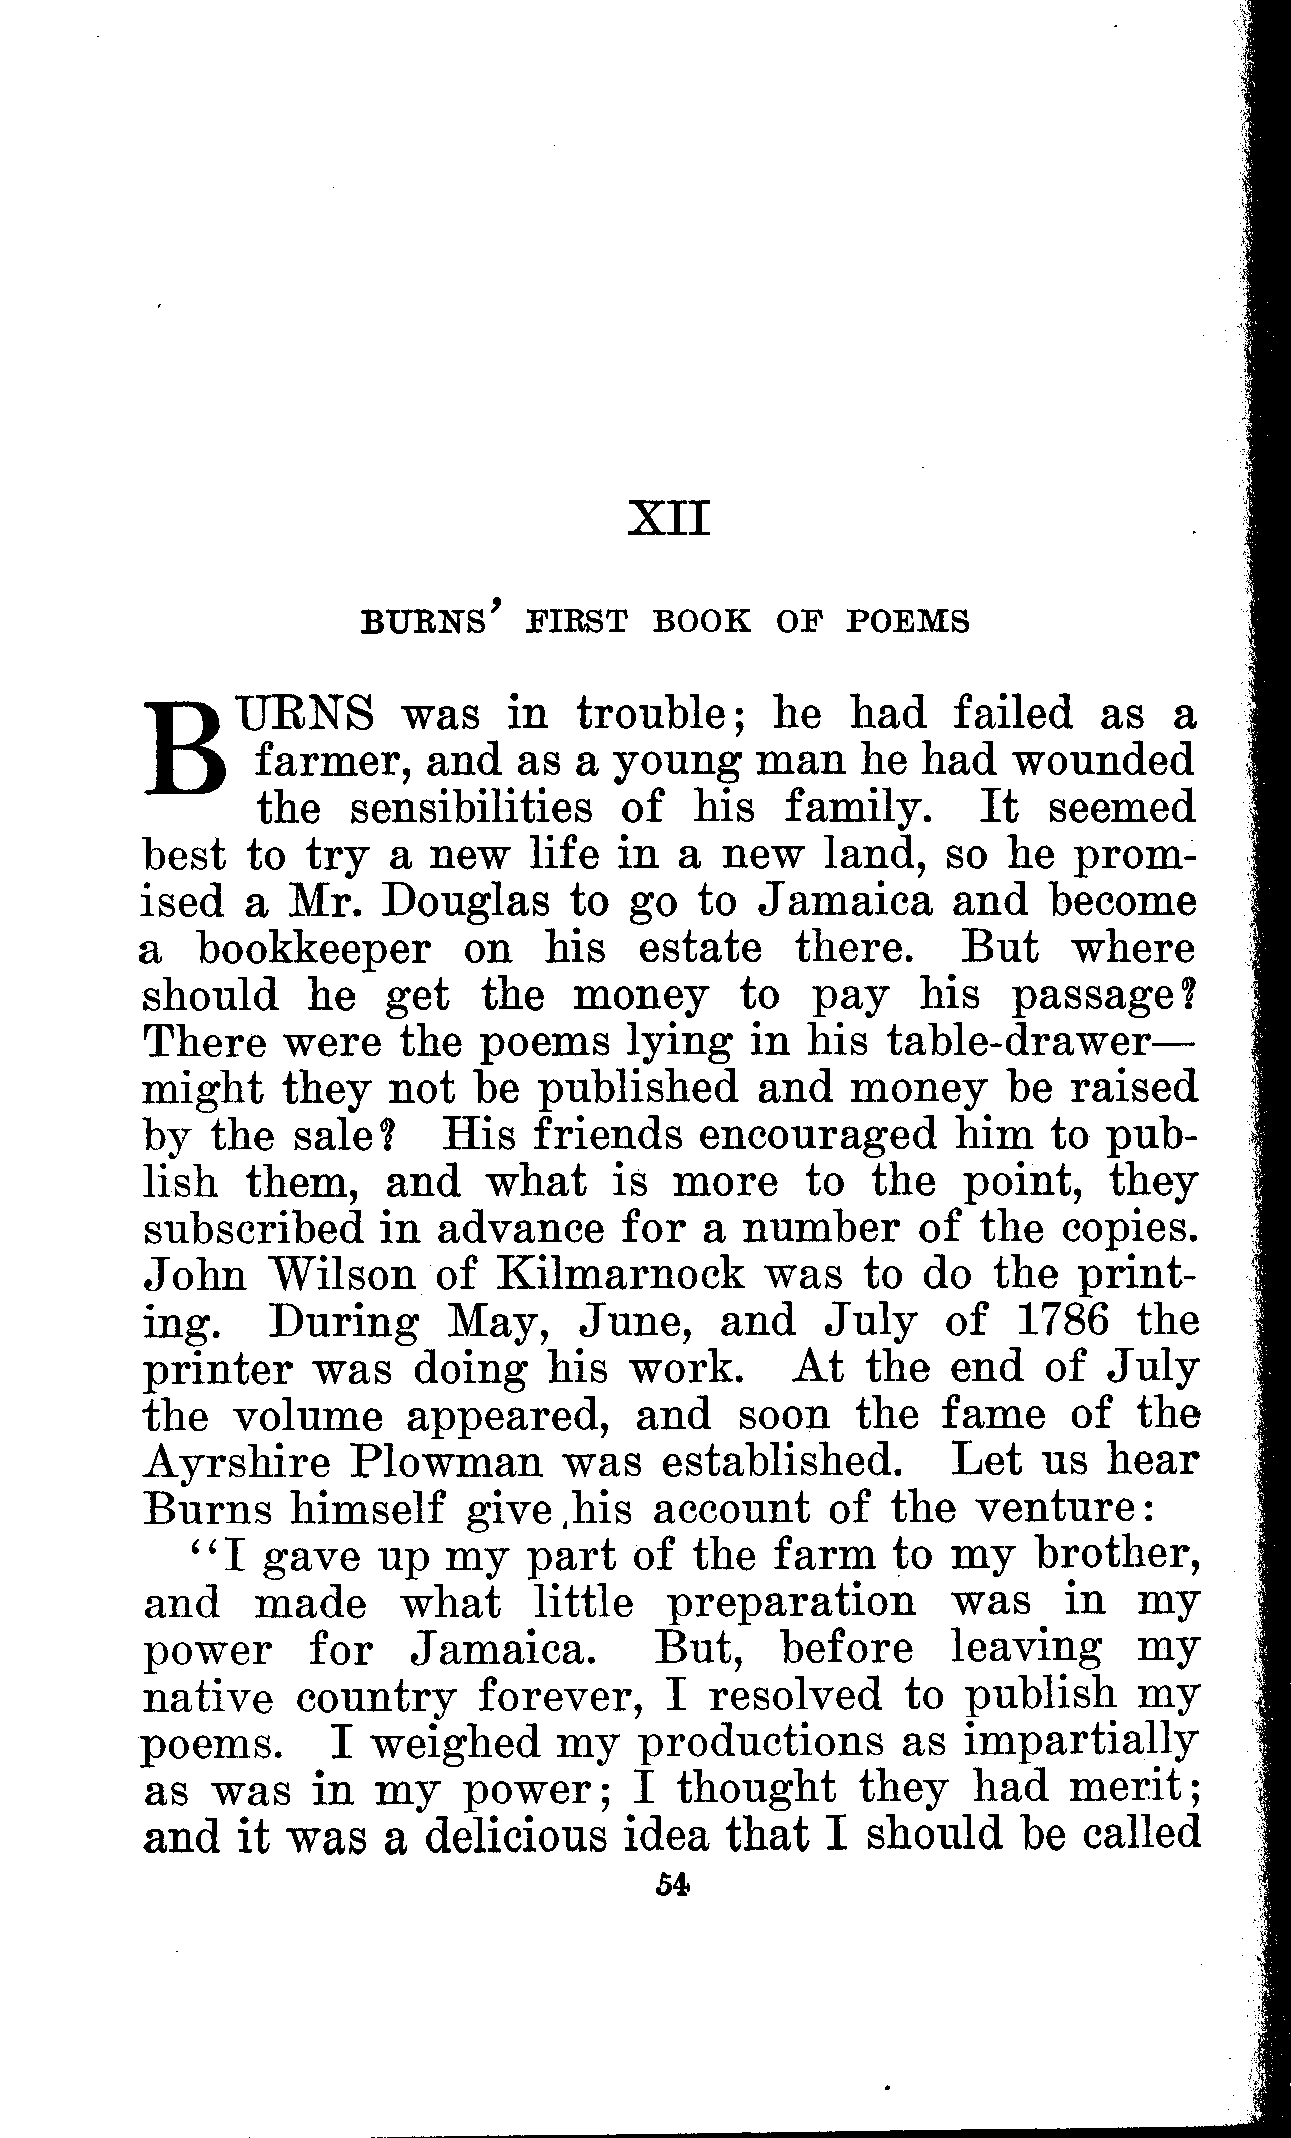 XII
BURNS' FIRST BOOK OF POEMS
BURNS was in trouble; he had failed as a
farmer, and as a young man he had wounded
the sensibilities of his family. It seemed
best to try a new life in a new land, so he prom-
ised a Mr. Douglas to go to Jamaica and become
a bookkeeper on his estate there. But where
should he get the money to pay his passage?
There were the poems lying in his table-drawer—
might they not be published and money be raised
by the sale? His friends encouraged him to pub-
lish them, and what is more to the point, they
subscribed in advance for a number of the copies.
John Wilson of Kilmarnock was to do the print-
ing. During May, June, and July of 1786 the
printer was doing his work. At the end of July
the volume appeared, and soon the fame of the
Ayrshire Plowman was established. Let us hear
Burns himself give his account of the venture:
“I gave up my part of the farm to my brother,
and made what little preparation was in my
power for Jamaica. But, before leaving my
native country forever, I resolved to publish my
poems. I weighed my productions as impartially
as was in my power; I thought they had merit;
and it was a delicious idea that I should be called
54